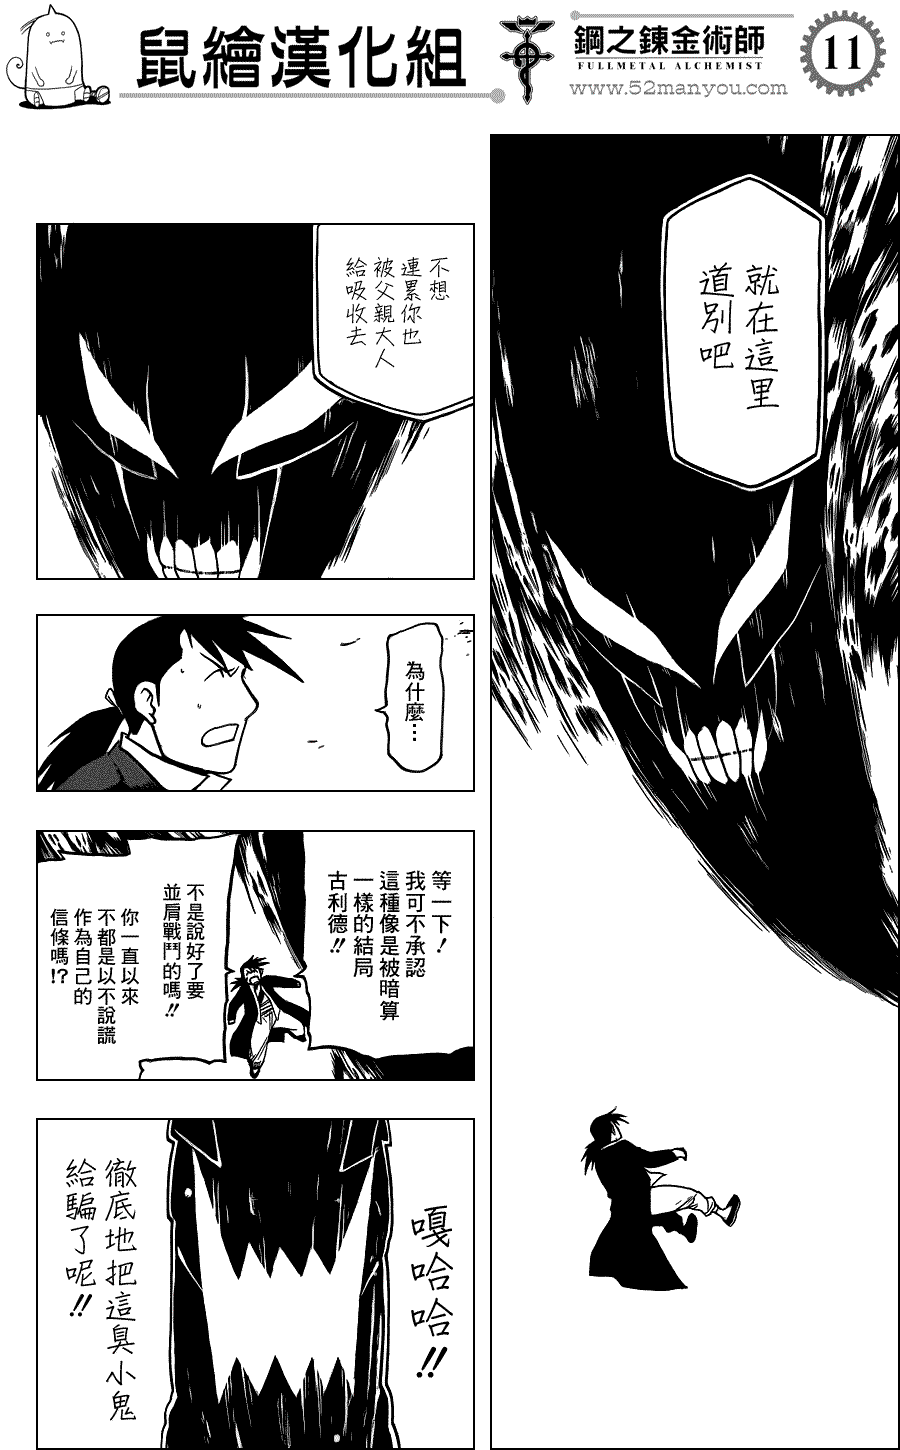 鼠繪漢化組
鋼之鍊金術師
FULLMETAL ALCHEMIST
www.52manyou.com
11
就在這里
道別吧
不想
連累你也
被父親大人
給吸收去
為什麼…
等一下！
我可不承認
這種像是被暗算
一樣的結局
古利德!!
不是說好了要
並肩戰鬥的嗎!!
你一直以來
不都是以不說謊
作為自己的
信條嗎!?
嘎哈哈!!
徹底地把這臭小鬼
給騙了呢!!